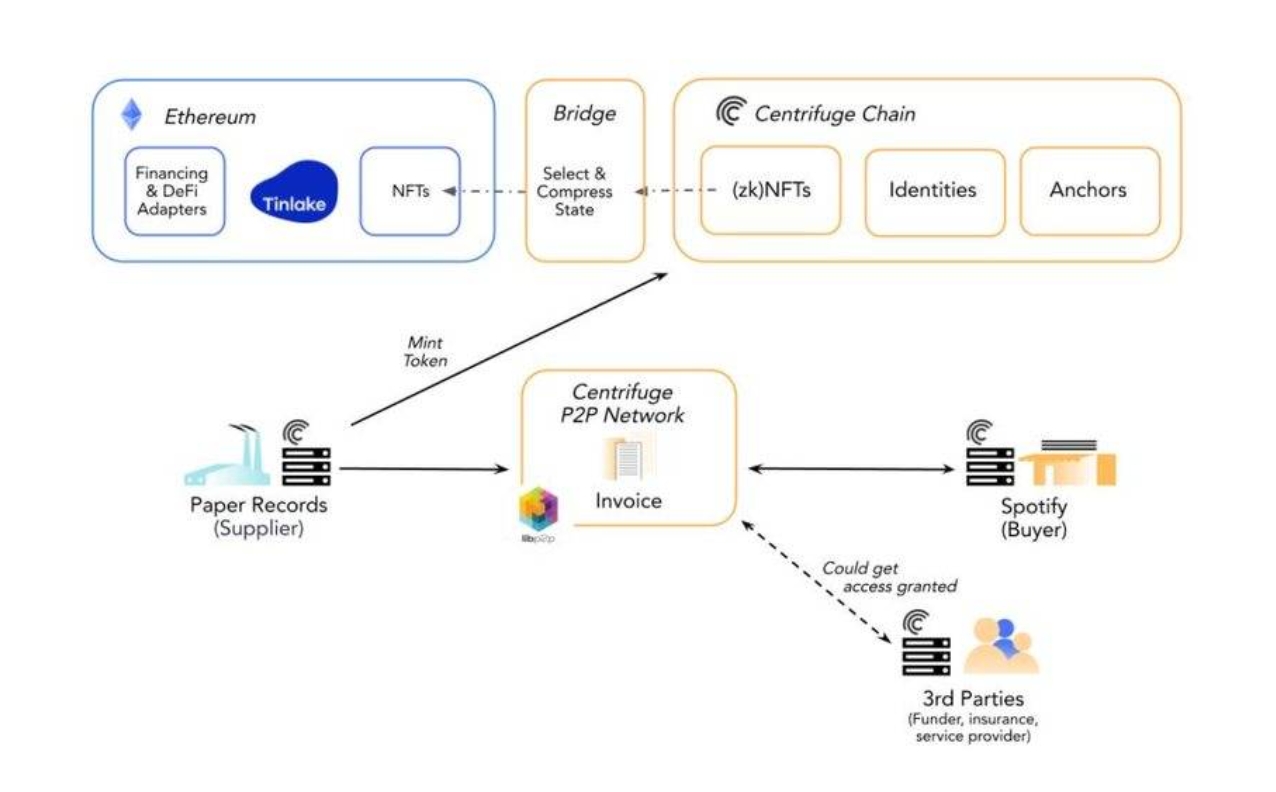 Ethereum
Financing
& DeFi
Adapters
Tinlake
NFTs
Bridge
Select &
Compress
State
Centrifuge Chain
(zk)NFTs
Identities
Anchors
Mint
Token
Centrifuge
P2P Network
Invoice
libp2p
Paper Records
(Supplier)
Spotify
(Buyer)
Could get
access granted
3rd Parties
(Funder, insurance,
service provider)